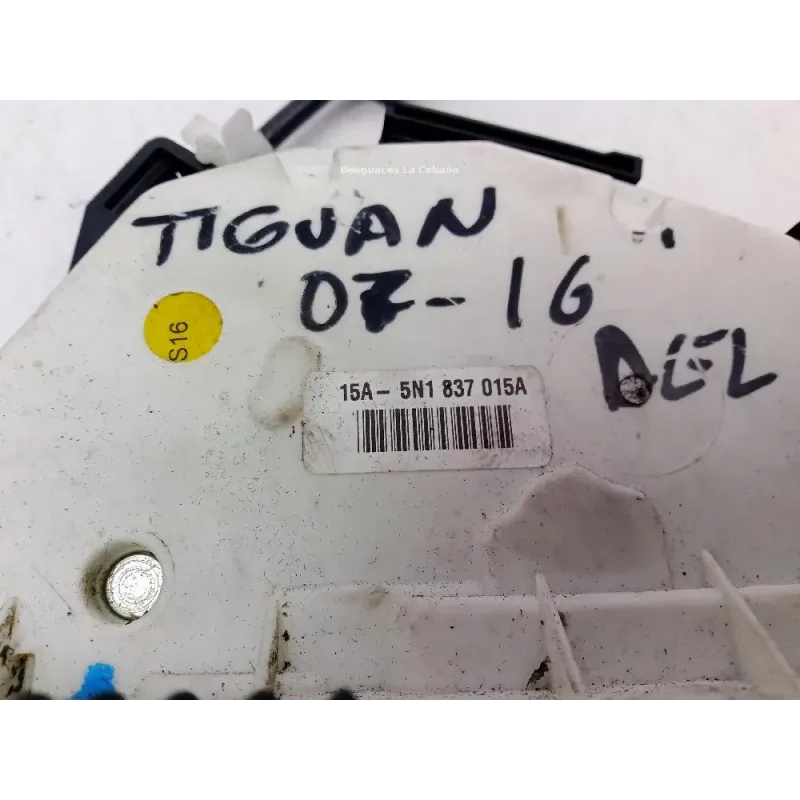 Desguaces La Cabaña
TIGUAN
07-16
DEL
S16
15A - 5N1 837 015A